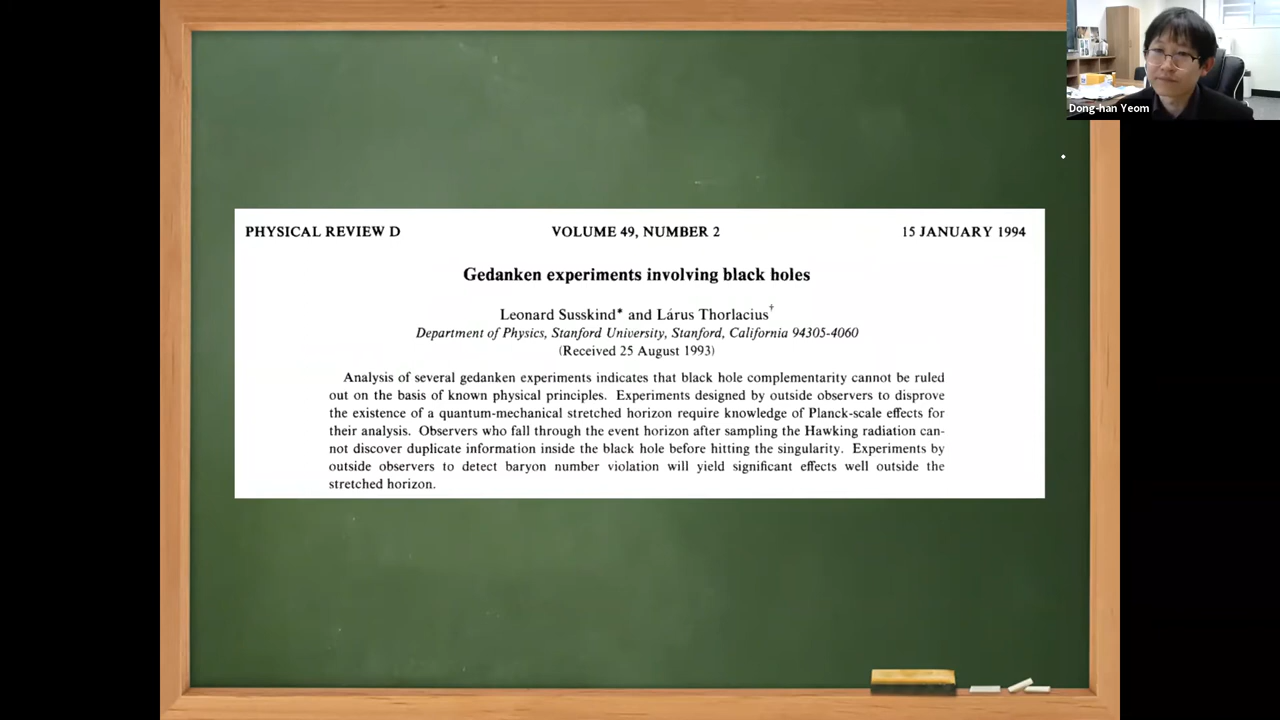 Dong-han Yeom
PHYSICAL REVIEW D VOLUME 49, NUMBER 2 15 JANUARY 1994
Gedanken experiments involving black holes
Leonard Susskind* and Lárus Thorlacius†
Department of Physics, Stanford University, Stanford, California 94305-4060
(Received 25 August 1993)
Analysis of several gedanken experiments indicates that black hole complementarity cannot be ruled
out on the basis of known physical principles. Experiments designed by outside observers to disprove
the existence of a quantum-mechanical stretched horizon require knowledge of Planck-scale effects for
their analysis. Observers who fall through the event horizon after sampling the Hawking radiation can-
not discover duplicate information inside the black hole before hitting the singularity. Experiments by
outside observers to detect baryon number violation will yield significant effects well outside the
stretched horizon.